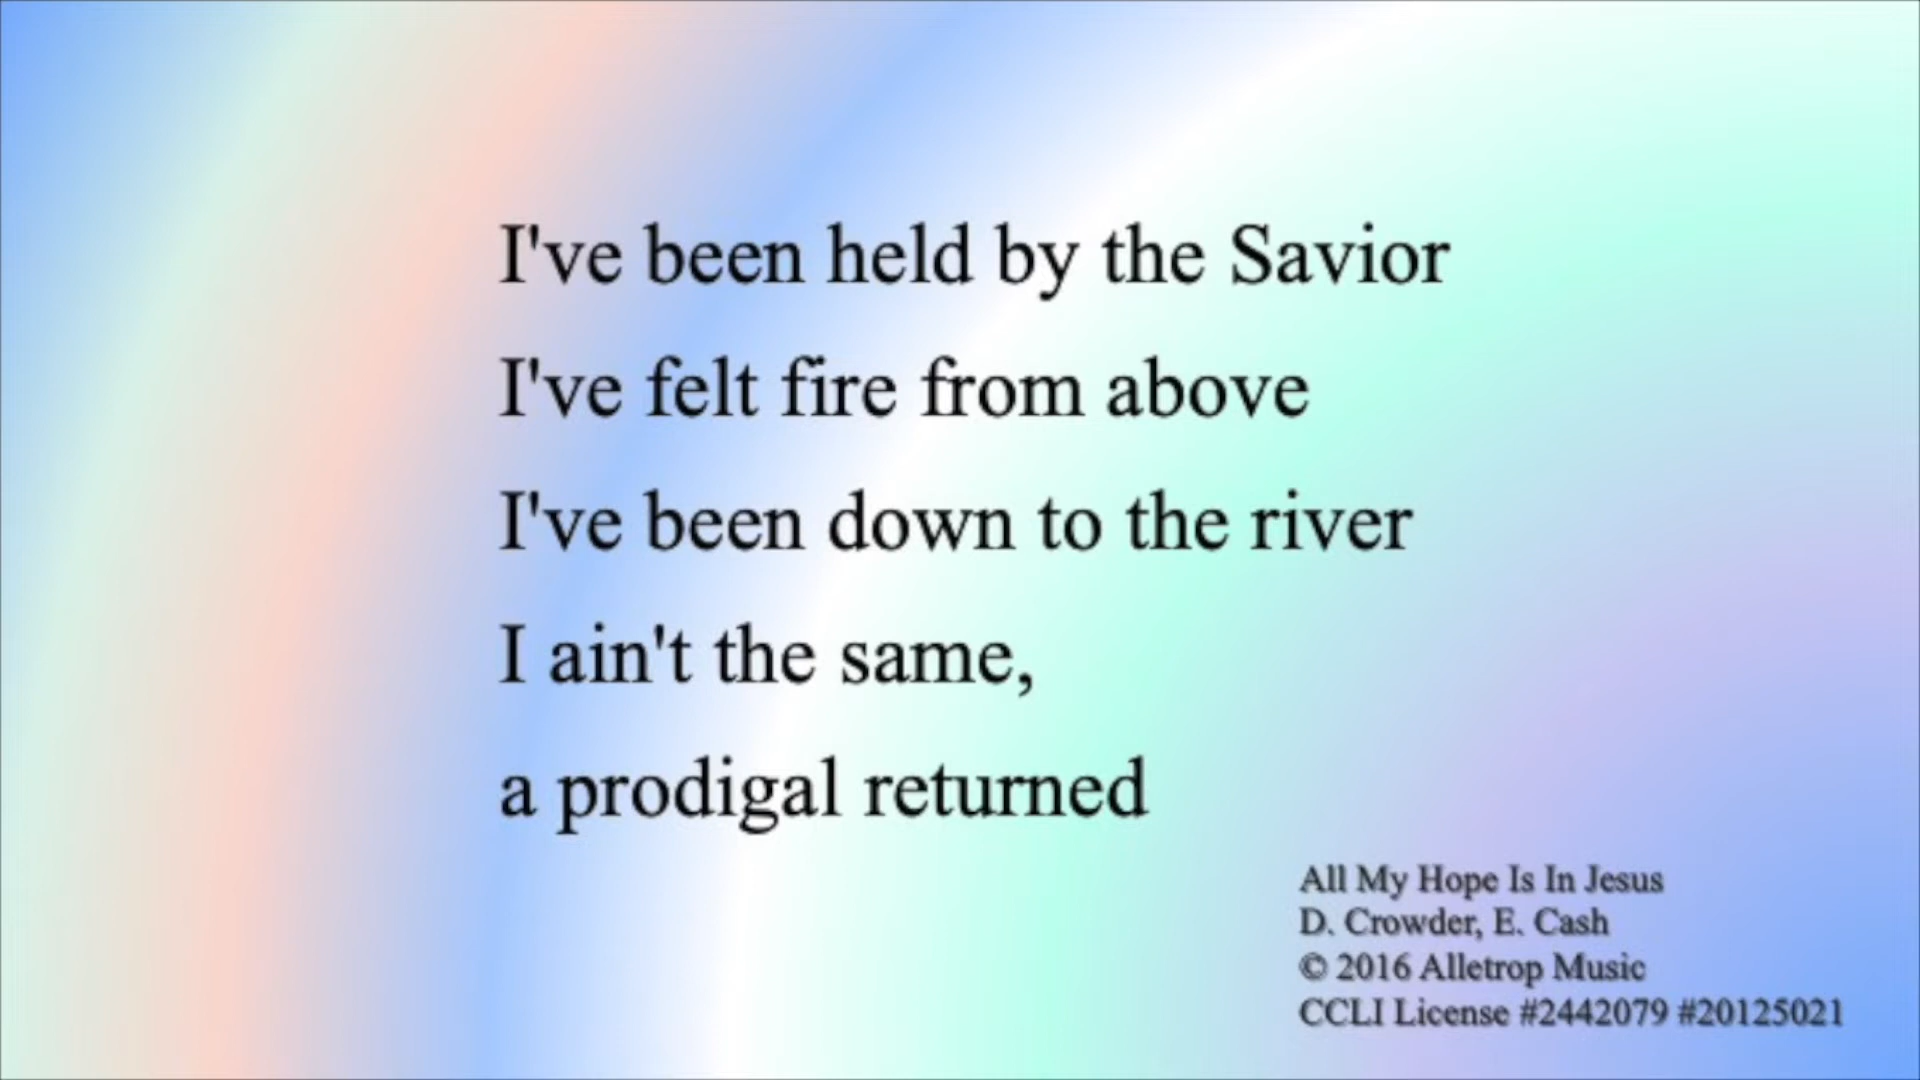 I've been held by the Savior
I've felt fire from above
I've been down to the river
I ain't the same,
a prodigal returned
All My Hope Is In Jesus
D. Crowder, E. Cash
© 2016 Alletrop Music
CCLI License #2442079 #20125021